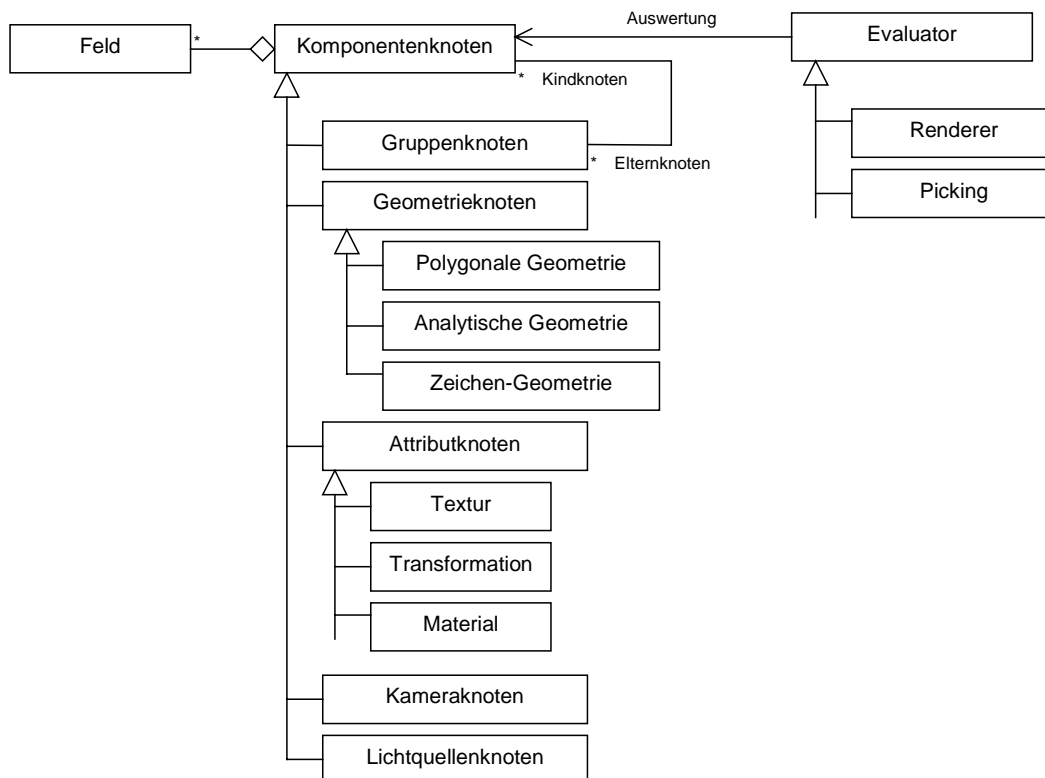 Feld
*
Komponentenknoten
Auswertung
Evaluator
* Kindknoten
Gruppenknoten
* Elternknoten
Renderer
Geometrieknoten
Picking
Polygonale Geometrie
Analytische Geometrie
Zeichen-Geometrie
Attributknoten
Textur
Transformation
Material
Kameraknoten
Lichtquellenknoten